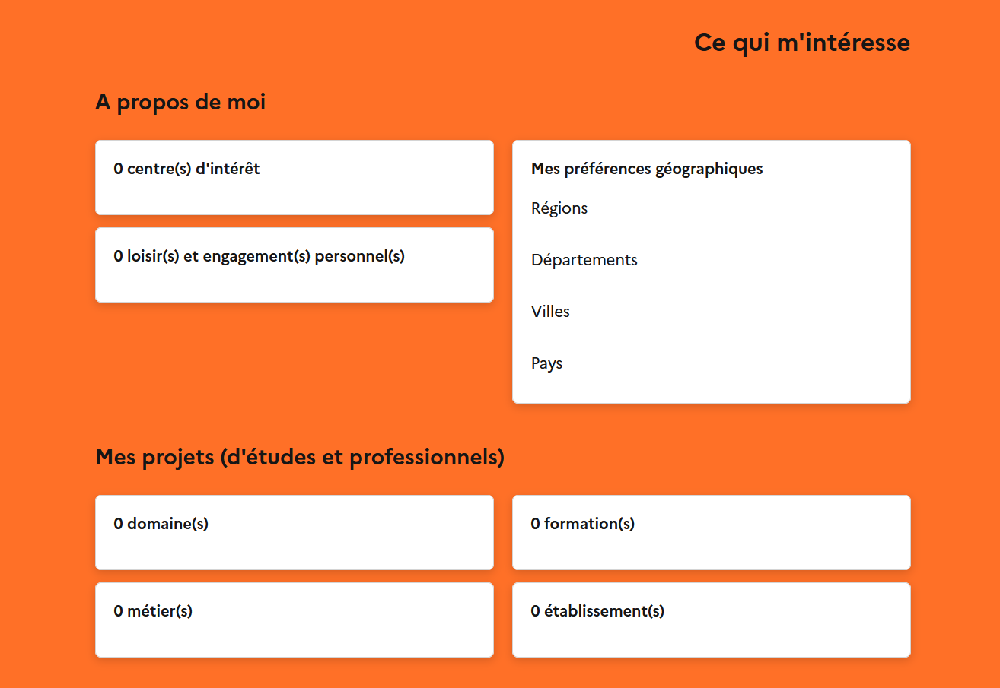 Ce qui m'intéresse
A propos de moi
0 centre(s) d'intérêt
0 loisir(s) et engagement(s) personnel(s)
Mes préférences géographiques
Régions
Départements
Villes
Pays
Mes projets (d'études et professionnels)
0 domaine(s)
0 formation(s)
0 métier(s)
0 établissement(s)